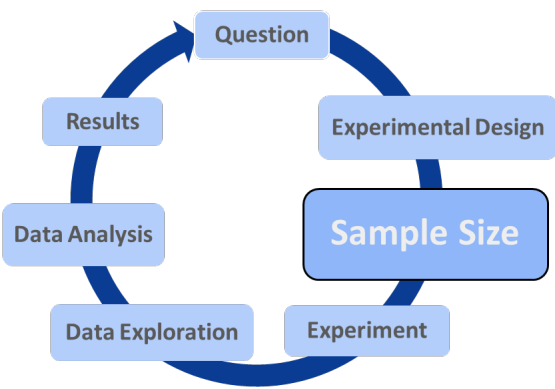 Question
Experimental Design
Sample Size
Experiment
Data Exploration
Data Analysis
Results